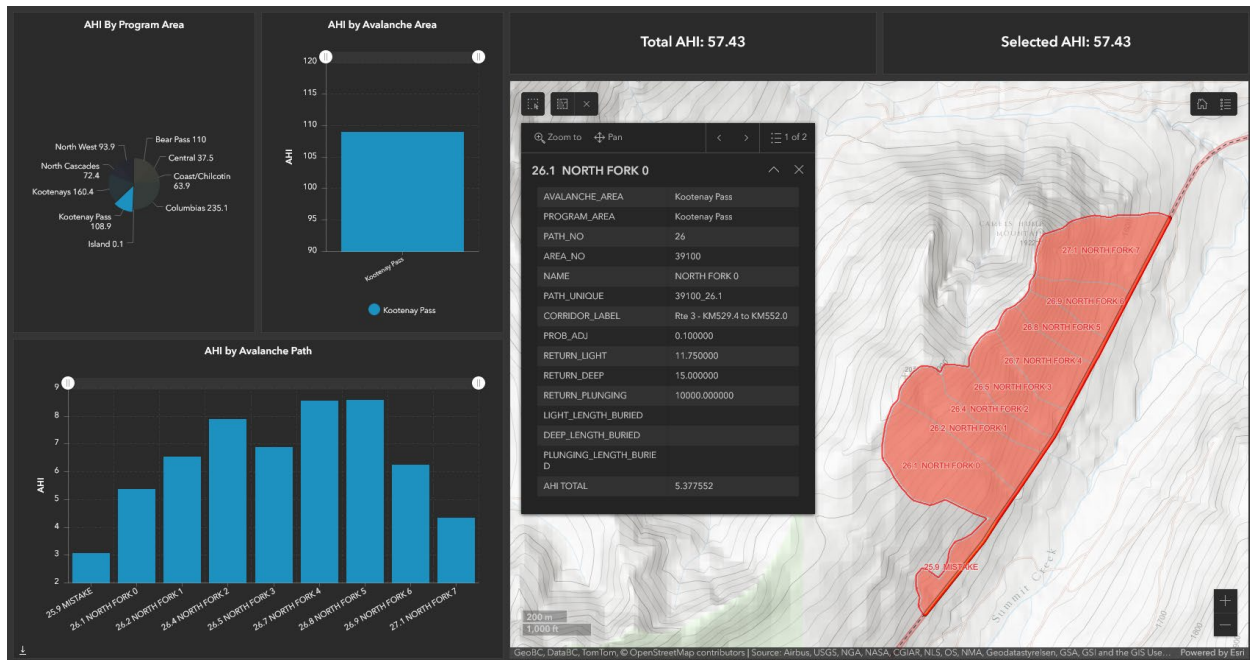 AHI By Program Area
North West 93.9
North Cascades
72.4
Kootenays 160.4
Kootenay Pass
108.9
Island 0.1
Bear Pass 110
Central 37.5
Coast/Chilcotin
63.9
Columbias 235.1
AHI by Avalanche Area
120
115
110
105
100
95
90
AHI
Kootenay Pass
Kootenay Pass
Total AHI: 57.43
Selected AHI: 57.43
AHI by Avalanche Path
9
8
7
6
5
4
3
2
AHI
25.9 MISTAKE
26.1 NORTH FORK 0
26.2 NORTH FORK 1
26.4 NORTH FORK 2
26.5 NORTH FORK 3
26.7 NORTH FORK 4
26.8 NORTH FORK 5
26.9 NORTH FORK 6
27.1 NORTH FORK 7
Zoom to
Pan
1 of 2
26.1 NORTH FORK 0
AVALANCHE_AREA Kootenay Pass
PROGRAM_AREA Kootenay Pass
PATH_NO 26
AREA_NO 39100
NAME NORTH FORK 0
PATH_UNIQUE 39100_26.1
CORRIDOR_LABEL Rte 3 - KM529.4 to KM552.0
PROB_ADJ 0.100000
RETURN_LIGHT 11.750000
RETURN_DEEP 15.000000
RETURN_PLUNGING 10000.000000
LIGHT_LENGTH_BURIED
DEEP_LENGTH_BURIED
PLUNGING_LENGTH_BURIE
D
AHI TOTAL 5.377552
MOUNTAIN
27.1 NORTH FORK 7
26.9 NORTH FORK 6
26.8 NORTH FORK 5
26.7 NORTH FORK 4
26.5 NORTH FORK 3
26.4 NORTH FORK 2
26.2 NORTH FORK 1
26.1 NORTH FORK 0
25.9 MISTAKE
Summit Creek
200 m
1,000 ft
GeoBC, DataBC, TomTom, © OpenStreetMap contributors | Source: Airbus, USGS, NGA, NASA, CGIAR, NLS, OS, NMA, Geodatastyrelsen, GSA, GSI and the GIS Use...
Powered by Esri